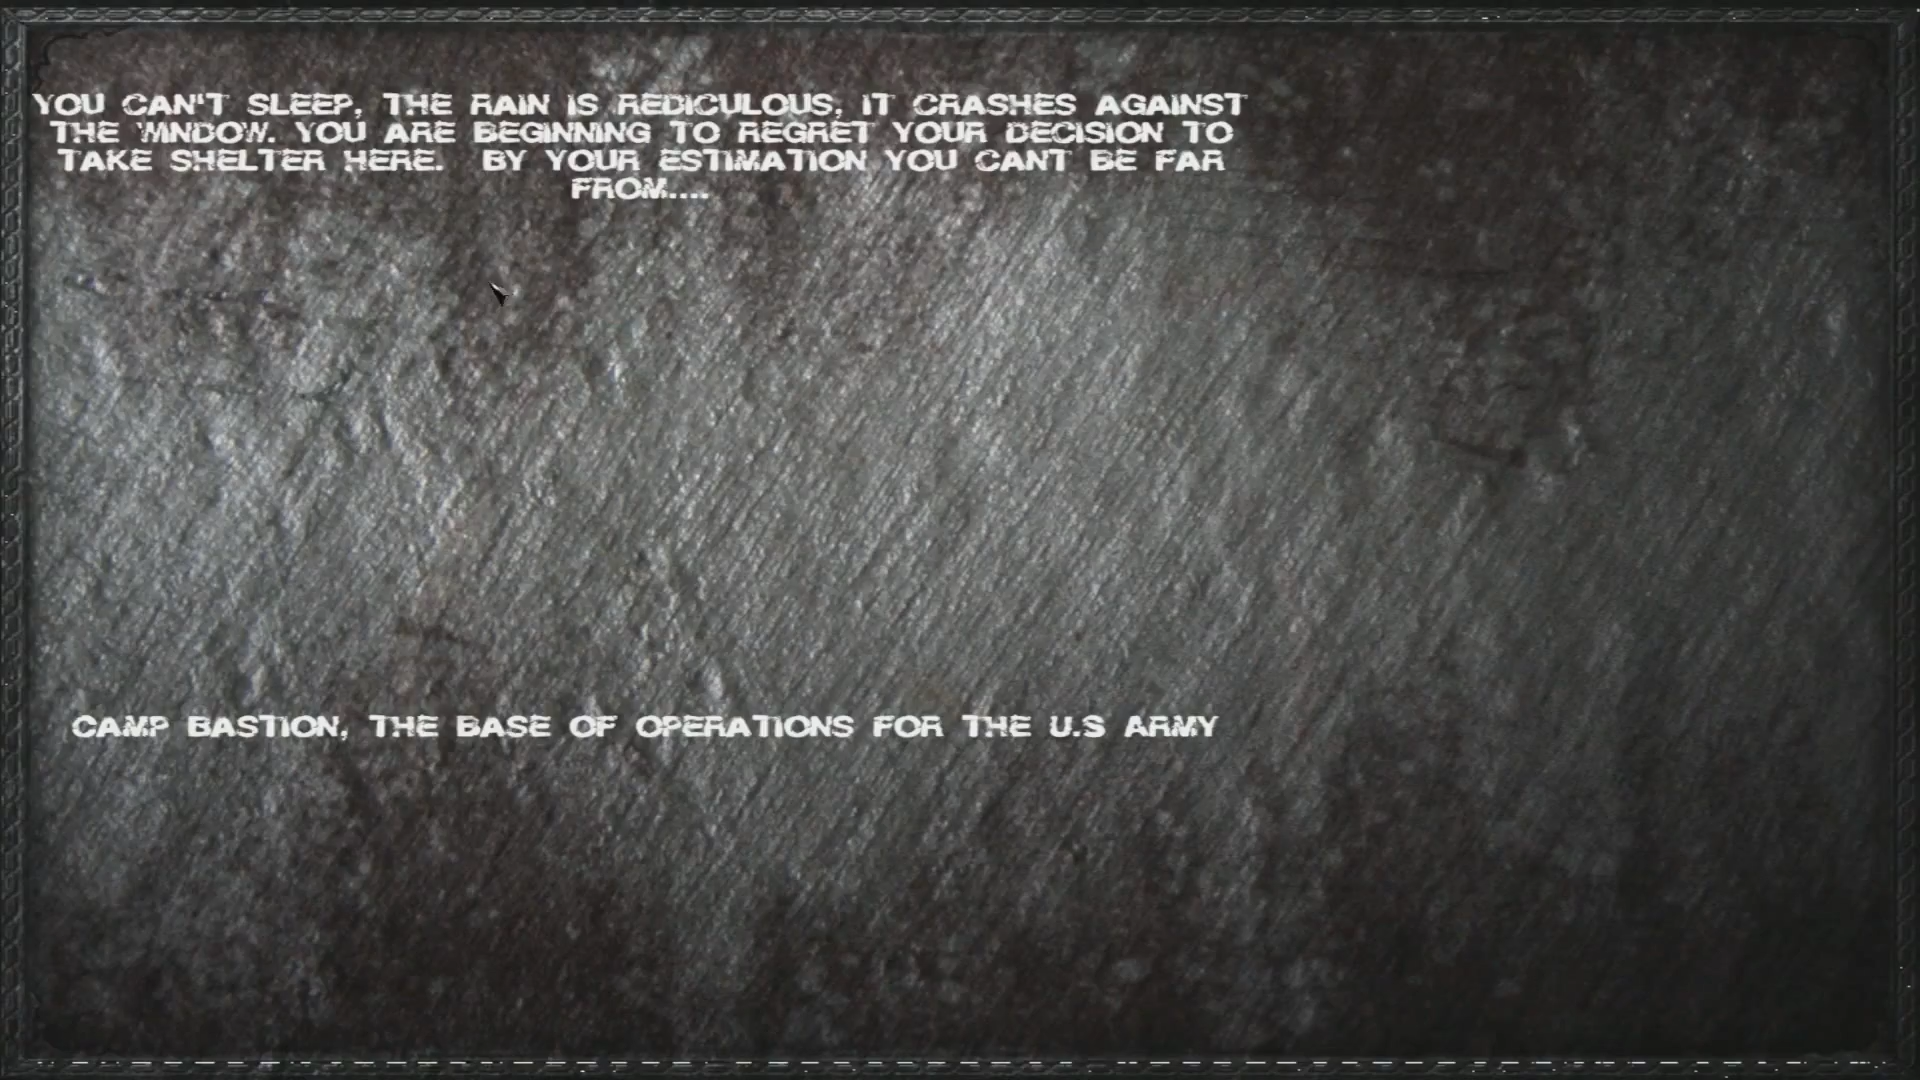 YOU CAN'T SLEEP, THE RAIN IS REDICULOUS, IT CRASHES AGAINST
THE WINDOW. YOU ARE BEGINNING TO REGRET YOUR DECISION TO
TAKE SHELTER HERE.  BY YOUR ESTIMATION YOU CANT BE FAR
FROM....
CAMP BASTION, THE BASE OF OPERATIONS FOR THE U.S ARMY